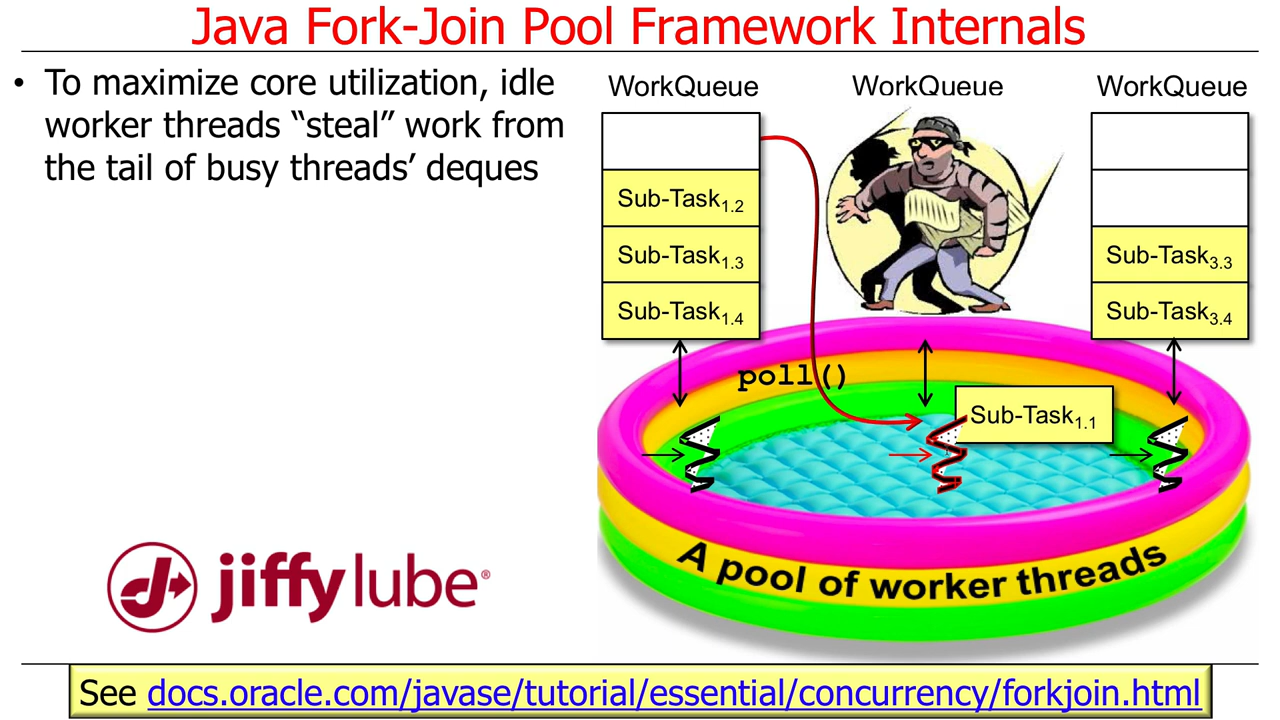 Java Fork-Join Pool Framework Internals
• To maximize core utilization, idle
worker threads “steal” work from
the tail of busy threads’ deques
WorkQueue
WorkQueue
WorkQueue
Sub-Task1.2
Sub-Task1.3
Sub-Task1.4
Sub-Task3.3
Sub-Task3.4
poll()
Sub-Task1.1
A pool of worker threads
jiffy lube®
See docs.oracle.com/javase/tutorial/essential/concurrency/forkjoin.html